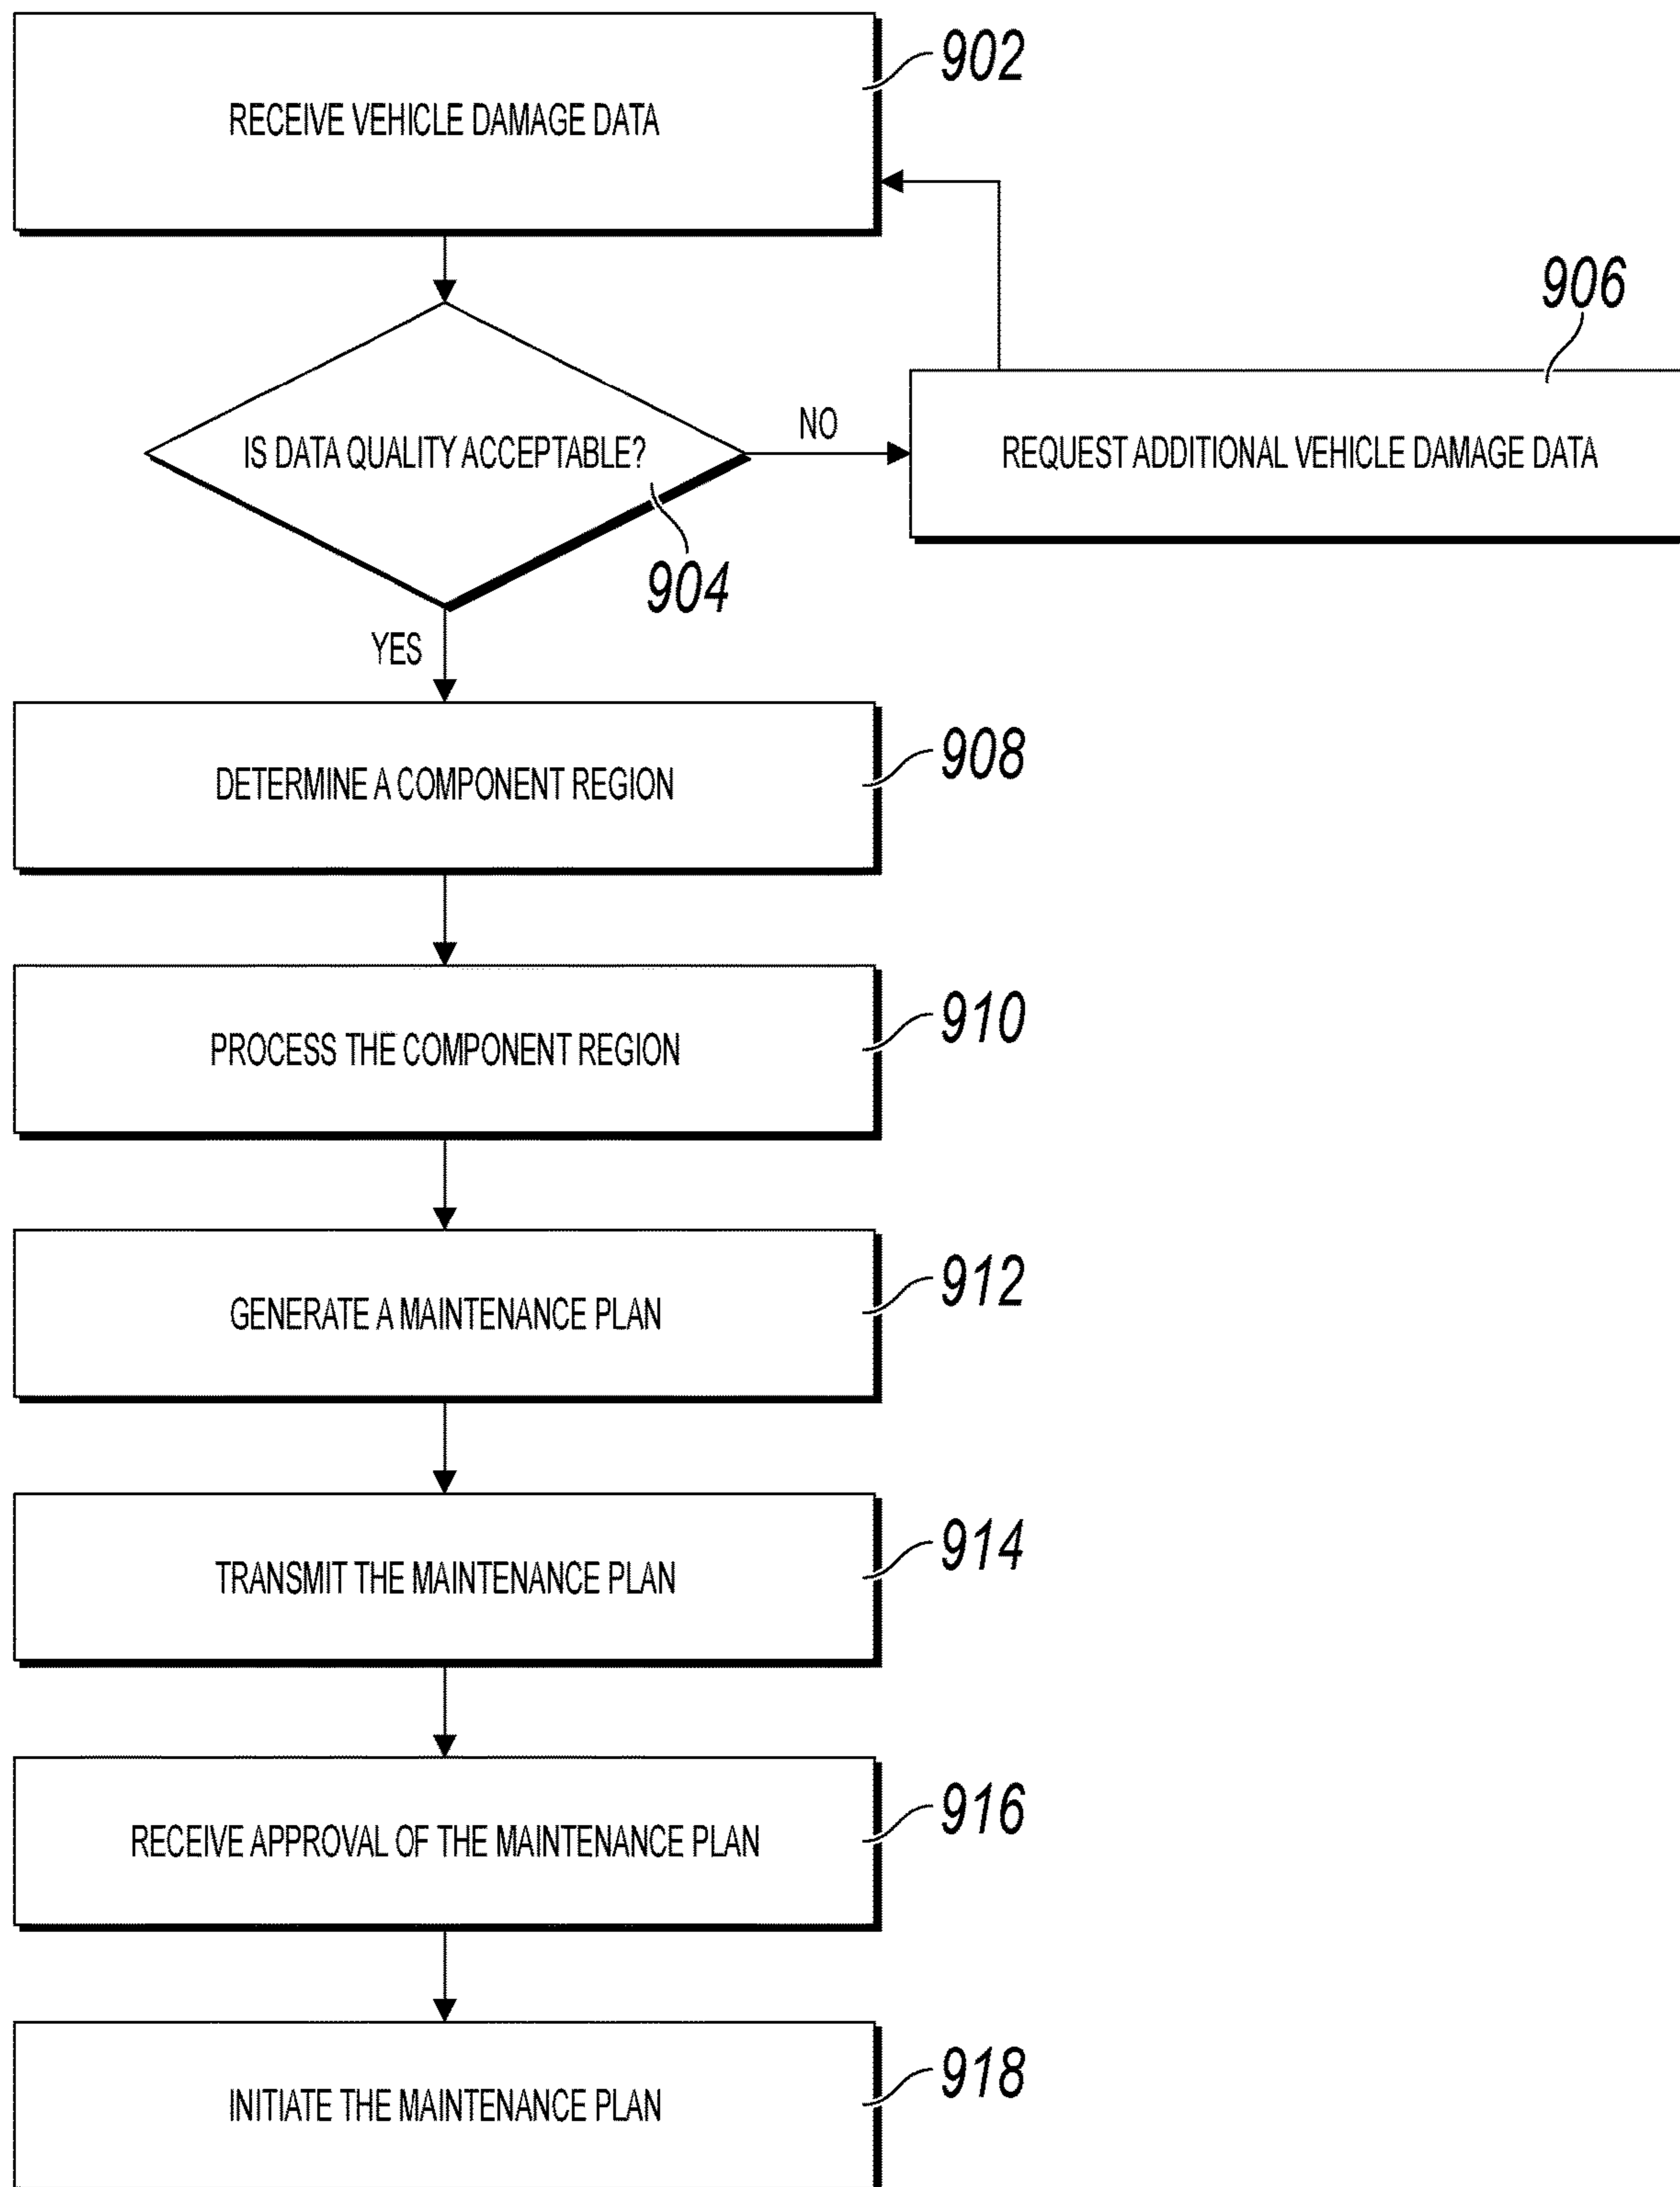 RECEIVE VEHICLE DAMAGE DATA
902
IS DATA QUALITY ACCEPTABLE?
904
NO
906
REQUEST ADDITIONAL VEHICLE DAMAGE DATA
YES
DETERMINE A COMPONENT REGION
908
PROCESS THE COMPONENT REGION
910
GENERATE A MAINTENANCE PLAN
912
TRANSMIT THE MAINTENANCE PLAN
914
RECEIVE APPROVAL OF THE MAINTENANCE PLAN
916
INITIATE THE MAINTENANCE PLAN
918